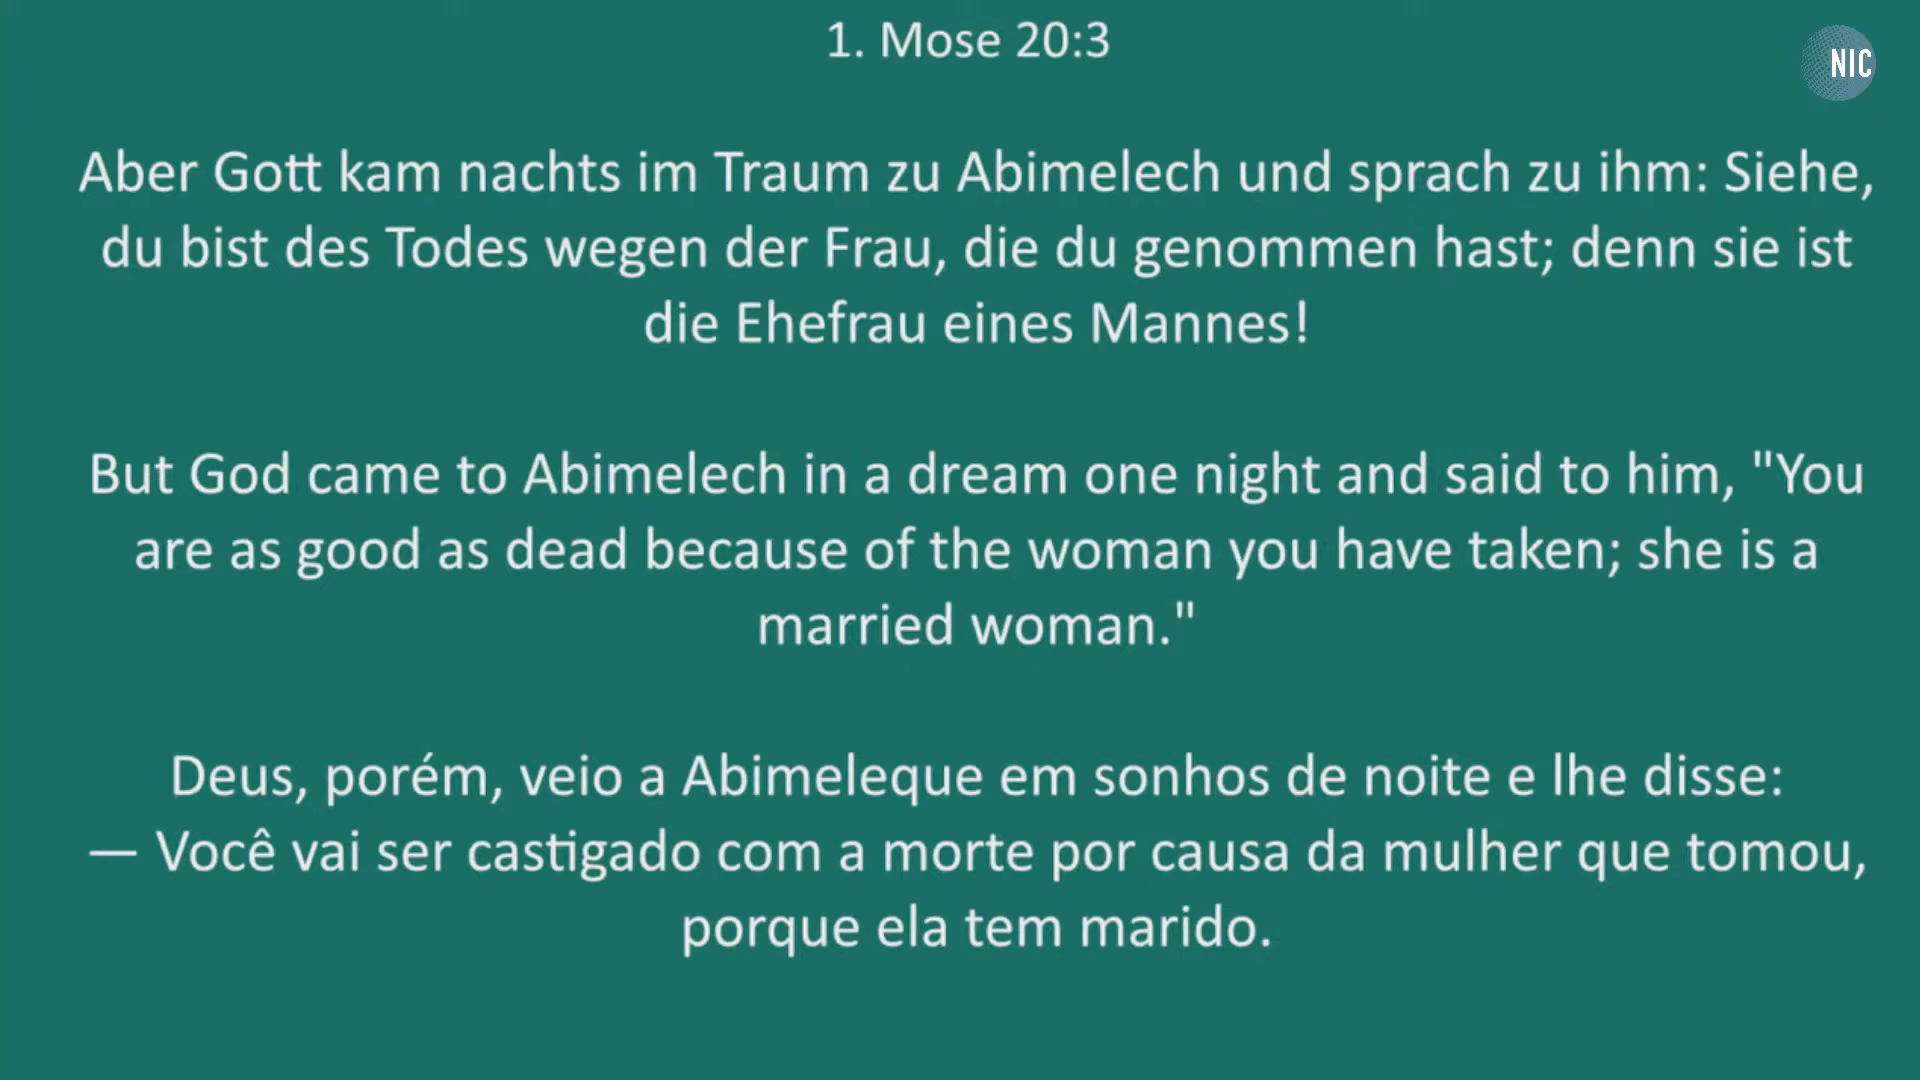 1. Mose 20:3
NIC
Aber Gott kam nachts im Traum zu Abimelech und sprach zu ihm: Siehe,
du bist des Todes wegen der Frau, die du genommen hast; denn sie ist
die Ehefrau eines Mannes!
But God came to Abimelech in a dream one night and said to him, "You
are as good as dead because of the woman you have taken; she is a
married woman."
Deus, porém, veio a Abimeleque em sonhos de noite e lhe disse:
— Você vai ser castigado com a morte por causa da mulher que tomou,
porque ela tem marido.